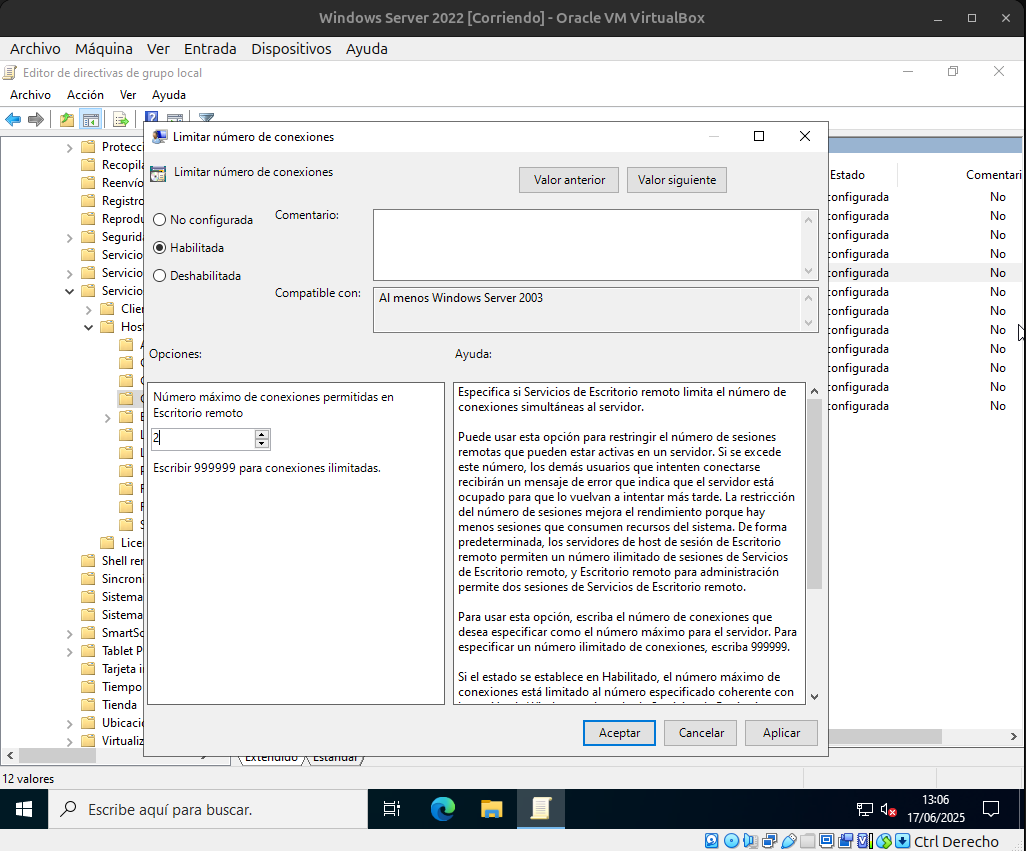 Windows Server 2022 [Corriendo] - Oracle VM VirtualBox
Archivo Máquina Ver Entrada Dispositivos Ayuda
Editor de directivas de grupo local
Archivo Acción Ver Ayuda
Limitar número de conexiones
Limitar número de conexiones
Valor anterior Valor siguiente
No configurada
Habilitada
Deshabilitada
Comentario:
Compatible con:
Al menos Windows Server 2003
Opciones:
Ayuda:
Número máximo de conexiones permitidas en
Escritorio remoto
2
Escribir 999999 para conexiones ilimitadas.
Especifica si Servicios de Escritorio remoto limita el número de
conexiones simultáneas al servidor.
Puede usar esta opción para restringir el número de sesiones
remotas que pueden estar activas en un servidor. Si se excede
este número, los demás usuarios que intenten conectarse
recibirán un mensaje de error que indica que el servidor está
ocupado para que lo vuelvan a intentar más tarde. La restricción
del número de sesiones mejora el rendimiento porque hay
menos sesiones que consumen recursos del sistema. De forma
predeterminada, los servidores de host de sesión de Escritorio
remoto permiten un número ilimitado de sesiones de Servicios
de Escritorio remoto, y Escritorio remoto para administración
permite dos sesiones de Servicios de Escritorio remoto.
Para usar esta opción, escriba el número de conexiones que
desea especificar como el número máximo para el servidor. Para
especificar un número ilimitado de conexiones, escriba 999999.
Si el estado se establece en Habilitado, el número máximo de
conexiones está limitado al número especificado coherente con
Aceptar Cancelar Aplicar
Protecc
Recopila
Reenvío
Registro
Reprodu
Segurida
Servicio
Servicio
Servicio
Clier
Host
Lice
Shell rem
Sincroni
Sistema
Sistema
SmartSc
Tablet P
Tarjeta i
Tiempo
Tienda
Ubicació
Virtualiz
Estado Comentari
configurada No
configurada No
configurada No
configurada No
configurada No
configurada No
configurada No
configurada No
configurada No
configurada No
configurada No
configurada No
Extendido Estándar
12 valores
Escribe aquí para buscar.
13:06
17/06/2025
Ctrl Derecho